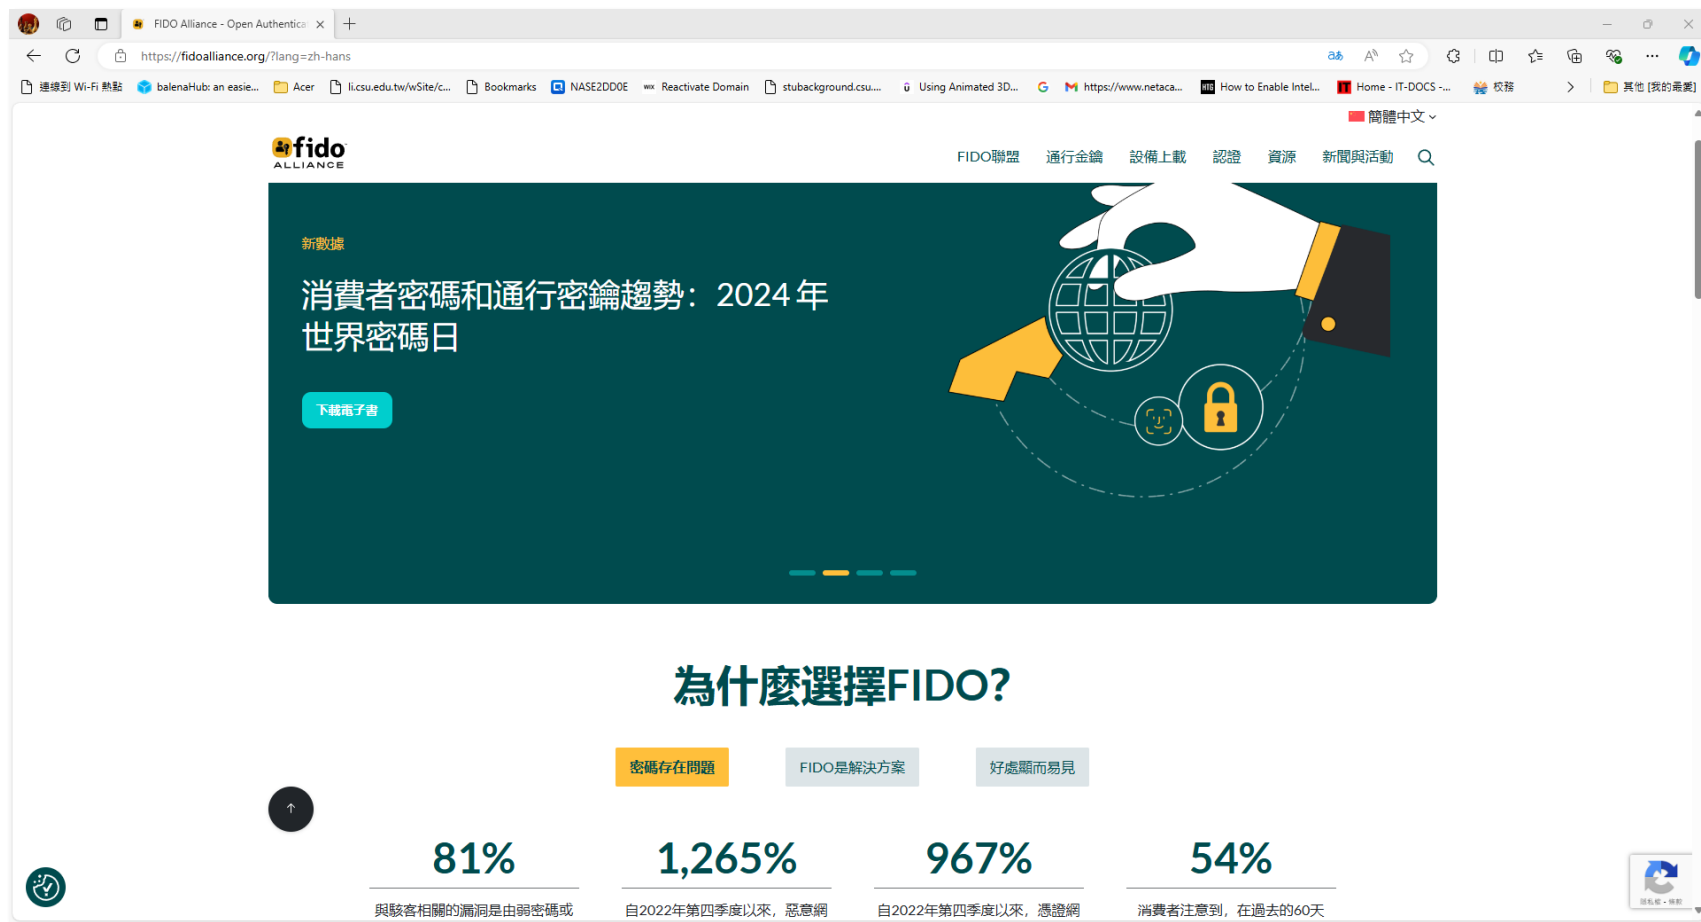 FIDO Alliance - Open Authentica
https://fidoalliance.org/?lang=zh-hans
連線到 Wi-Fi 熱點 balenaHub: an easie... Acer li.csu.edu.tw/wSite/c... Bookmarks NASE2DD0E WIX Reactivate Domain stubackground.csu.... Using Animated 3D... https://www.netaca... HTG How to Enable Intel... IT Home - IT-DOCS -... 校務 其他 [我的最愛]
簡體中文
fido
ALLIANCE
FIDO聯盟 通行金鑰 設備上載 認證 資源 新聞與活動
新數據
消費者密碼和通行密鑰趨勢：2024 年
世界密碼日
下載電子書
為什麼選擇FIDO?
密碼存在問題 FIDO是解決方案 好處顯而易見
81% 1,265% 967% 54%
與駭客相關的漏洞是由弱密碼或 自2022年第四季度以來，惡意網 自2022年第四季度以來，憑證網 消費者注意到，在過去的60天
隱私權 - 條款